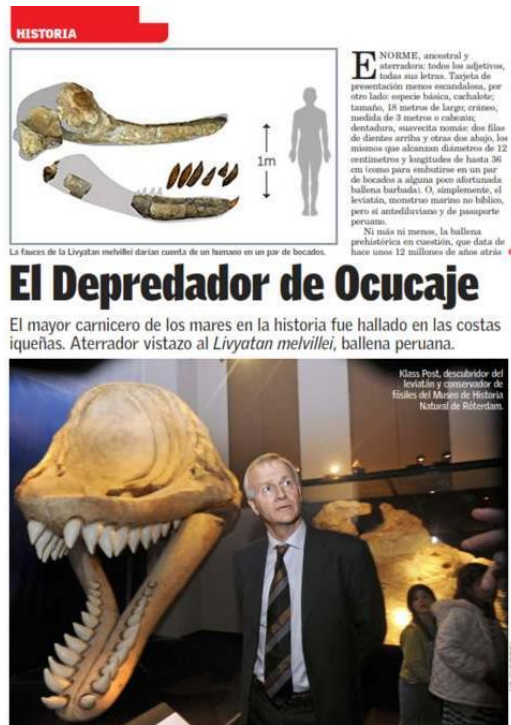 HISTORIA
1m
La fauces de la Livyatan melvillei darían cuenta de un humano en un par de bocados.
ENORME, ancestral y
aterradora: todos los adjetivos,
todas sus letras. Tarjeta de
presentación menos escandalosa, por
otro lado: especie básica, cachalote;
tamaño, 18 metros de largo; cráneo,
medida de 3 metros o cabezón;
dentadura, suavecita nomás: dos filas
de dientes arriba y otras dos abajo, los
mismos que alcanzan diámetros de 12
centímetros y longitudes de hasta 36
cm (como para embutirse en un par
de bocados a alguna poco afortunada
ballena barbada). O, simplemente, el
leviatán, monstruo marino no bíblico,
pero sí antediluviano y de pasaporte
peruano.
Ni más ni menos, la ballena
prehistórica en cuestión, que data de
hace unos 12 millones de años atrás
El Depredador de Ocucaje
El mayor carnicero de los mares en la historia fue hallado en las costas
iqueñas. Aterrador vistazo al Livyatan melvillei, ballena peruana.
Klass Post, descubridor del
leviatán y conservador de
fósiles del Museo de Historia
Natural de Róterdam.